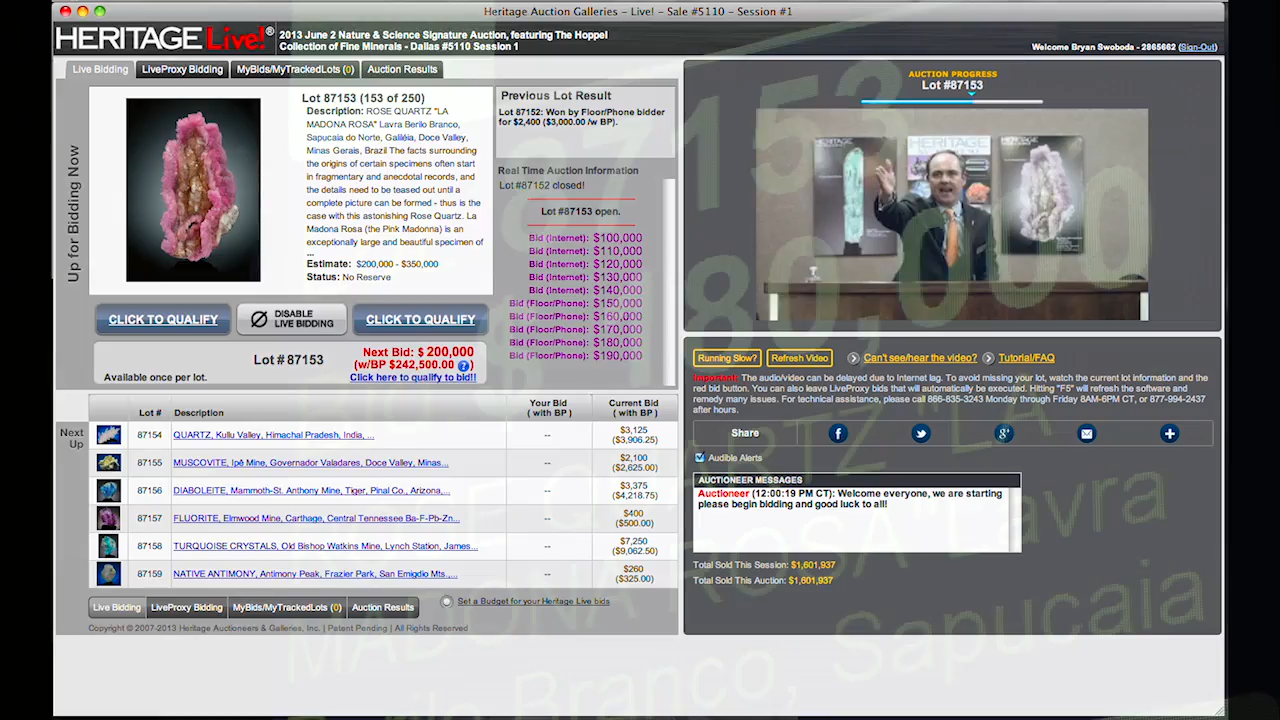 Heritage Auction Galleries – Live! – Sale #5110 – Session #1
HERITAGE Live!®
2013 June 2 Nature & Science Signature Auction, featuring The Hoppel
Collection of Fine Minerals - Dallas #5110 Session 1
Welcome Bryan Swoboda - 2865662 (Sign-Out)
Live Bidding
LiveProxy Bidding
MyBids/MyTrackedLots (0)
Auction Results
Up for Bidding Now
Lot 87153 (153 of 250)
Description: ROSE QUARTZ "LA
MADONA ROSA" Lavra Berilo Branco,
Sapucaia do Norte, Galiléia, Doce Valley,
Minas Gerais, Brazil The facts surrounding
the origins of certain specimens often start
in fragmentary and anecdotal records, and
the details need to be teased out until a
complete picture can be formed - thus is the
case with this astonishing Rose Quartz. La
Madona Rosa (the Pink Madonna) is an
exceptionally large and beautiful specimen of
...
Estimate: $200,000 - $350,000
Status: No Reserve
CLICK TO QUALIFY
DISABLE
LIVE BIDDING
CLICK TO QUALIFY
Lot # 87153
Available once per lot.
Next Bid: $ 200,000
(w/BP $242,500.00 ?)
Click here to qualify to bid!!
Previous Lot Result
Lot 87152: Won by Floor/Phone bidder
for $2,400 ($3,000.00 /w BP).
Real Time Auction Information
Lot #87152 closed!
Lot #87153 open.
Bid (Internet): $100,000
Bid (Internet): $110,000
Bid (Internet): $120,000
Bid (Internet): $130,000
Bid (Internet): $140,000
Bid (Floor/Phone): $150,000
Bid (Floor/Phone): $160,000
Bid (Floor/Phone): $170,000
Bid (Floor/Phone): $180,000
Bid (Floor/Phone): $190,000
Lot #
Description
Your Bid
( with BP )
Current Bid
( with BP )
Next
Up
87154 QUARTZ, Kullu Valley, Himachal Pradesh, India, ... -- $3,125
($3,906.25)
87155 MUSCOVITE, Ipê Mine, Governador Valadares, Doce Valley, Minas... -- $2,100
($2,625.00)
87156 DIABOLEITE, Mammoth-St. Anthony Mine, Tiger, Pinal Co., Arizona,... -- $3,375
($4,218.75)
87157 FLUORITE, Elmwood Mine, Carthage, Central Tennessee Ba-F-Pb-Zn... -- $400
($500.00)
87158 TURQUOISE CRYSTALS, Old Bishop Watkins Mine, Lynch Station, James... -- $7,250
($9,062.50)
87159 NATIVE ANTIMONY, Antimony Peak, Frazier Park, San Emigdio Mts.,... -- $260
($325.00)
Live Bidding
LiveProxy Bidding
MyBids/MyTrackedLots (0)
Auction Results
Set a Budget for your Heritage Live bids
Copyright © 2007-2013 Heritage Auctioneers & Galleries, Inc. | Patent Pending | All Rights Reserved
AUCTION PROGRESS
Lot #87153
HERITAGE
Running Slow?
Refresh Video
Can't see/hear the video?
Tutorial/FAQ
Important: The audio/video can be delayed due to Internet lag. To avoid missing your lot, watch the current lot information and the
red bid button. You can also leave LiveProxy bids that will automatically be executed. Hitting "F5" will refresh the software and
remedy many issues. For technical assistance, please call 866-835-3243 Monday through Friday 8AM-6PM CT, or 877-994-2437
after hours.
Share
Audible Alerts
AUCTIONEER MESSAGES
Auctioneer (12:00:19 PM CT): Welcome everyone, we are starting
please begin bidding and good luck to all!
Total Sold This Session: $1,601,937
Total Sold This Auction: $1,601,937
87153
180,000
QUARTZ "LA
MADONA ROSA" Lavra
Branco, Sapucaia